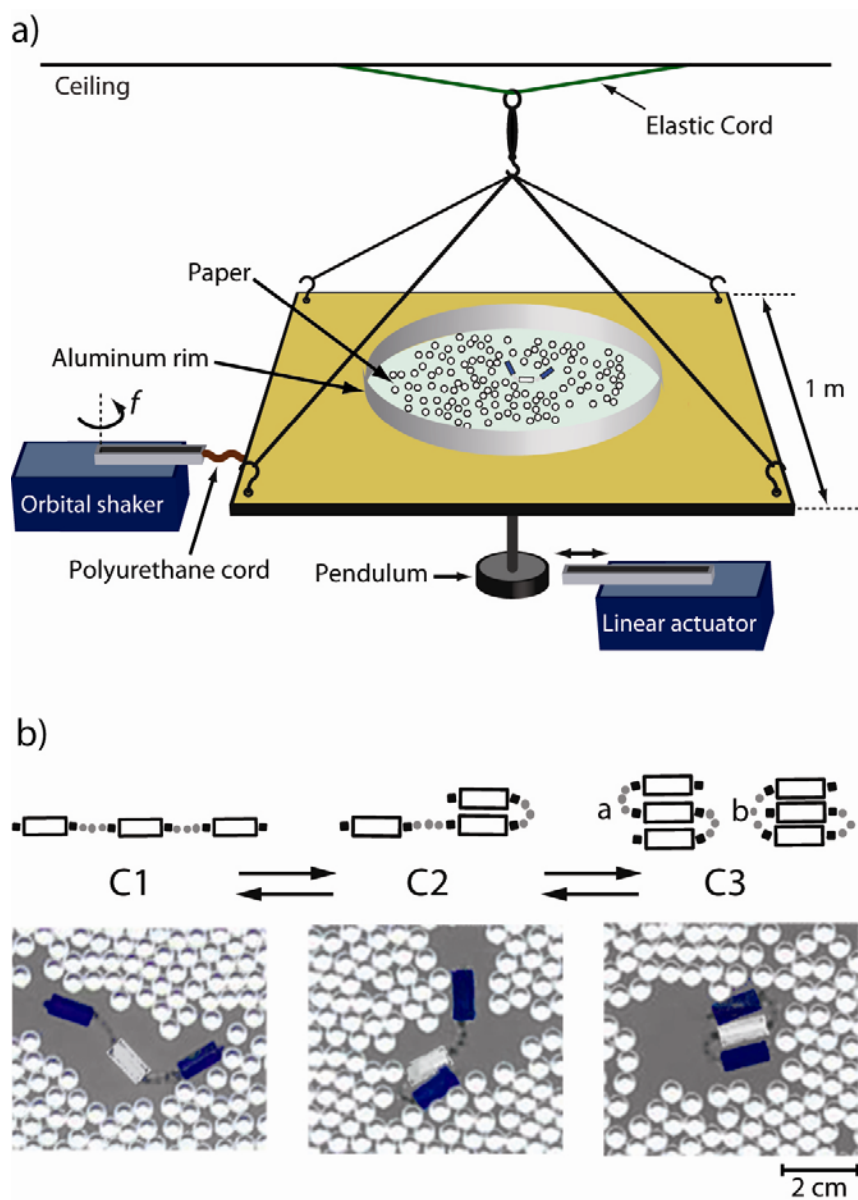 a)
Ceiling
Elastic Cord
Paper
Aluminum rim
f
1 m
Orbital shaker
Polyurethane cord
Pendulum
Linear actuator
b)
a
b
C1
C2
C3
2 cm